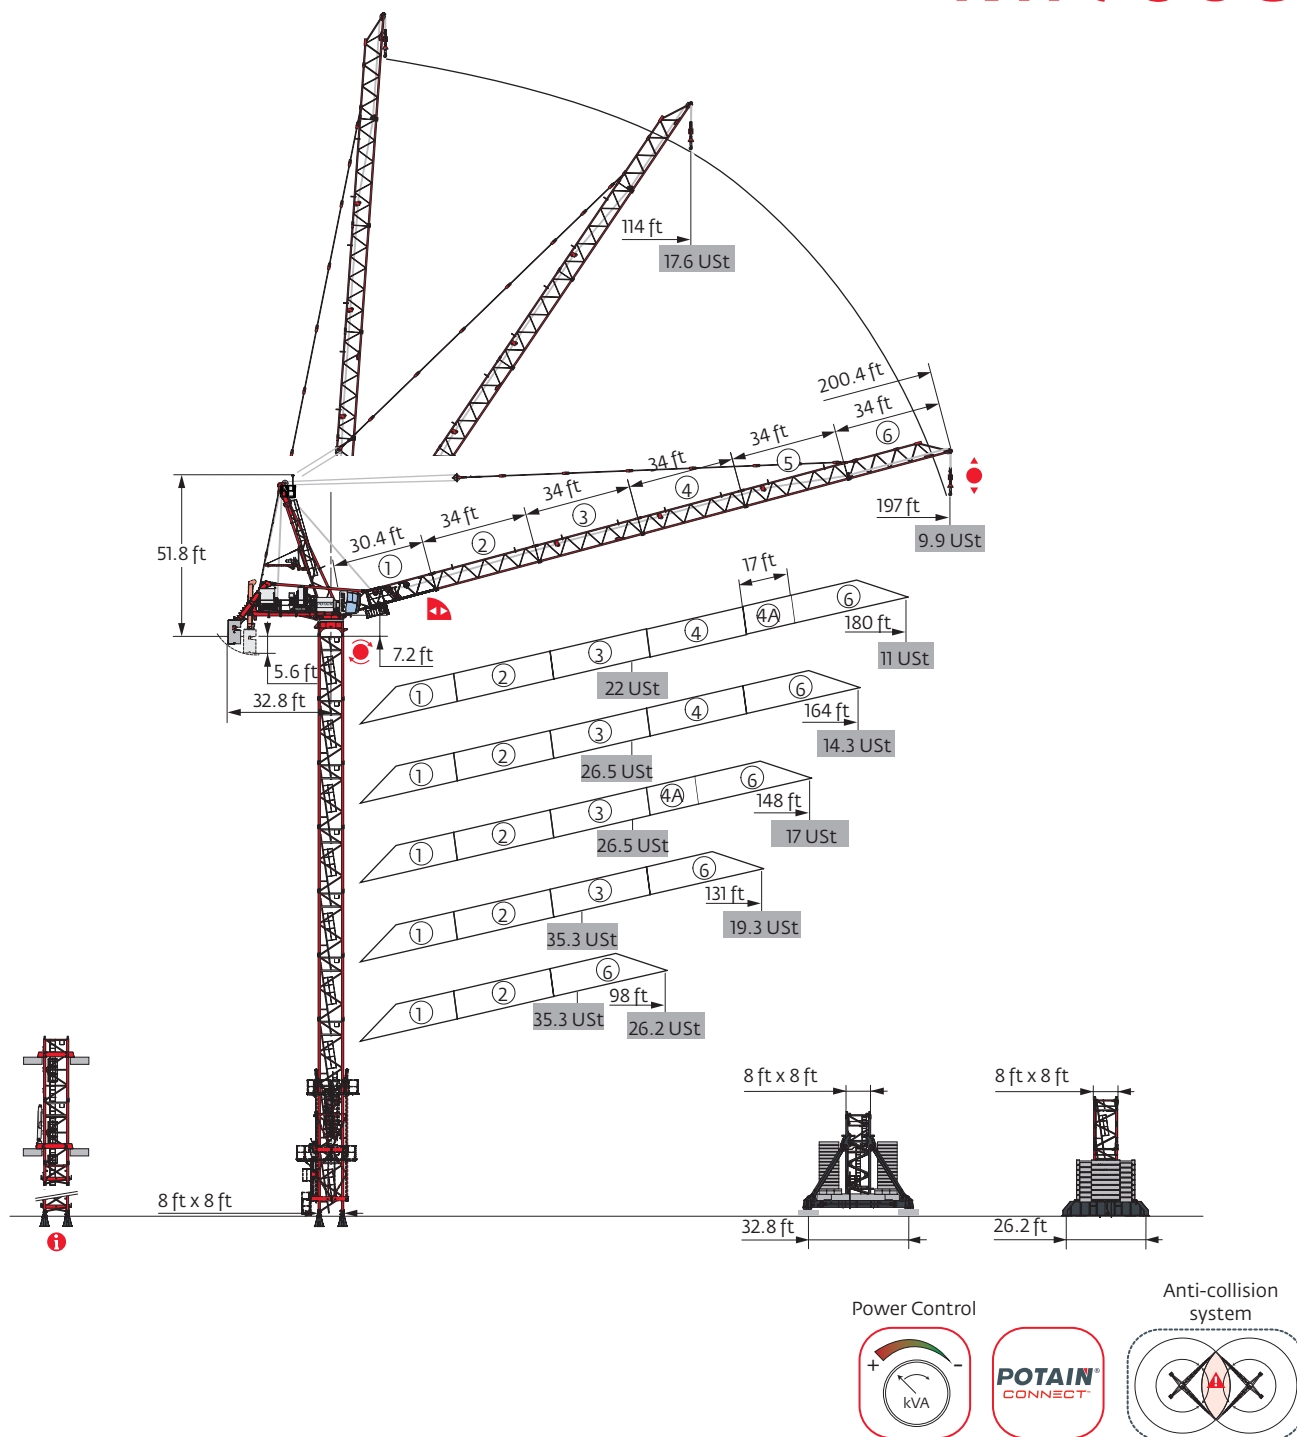 114 ft
17.6 USt
200.4 ft
34 ft
6
34 ft
5
34 ft
4
34 ft
3
34 ft
2
30.4 ft
1
197 ft
9.9 USt
51.8 ft
5.6 ft
32.8 ft
7.2 ft
17 ft
1
2
3
4
4A
6
180 ft
11 USt
22 USt
1
2
3
4
6
164 ft
14.3 USt
26.5 USt
1
2
3
4A
6
148 ft
17 USt
26.5 USt
1
2
3
6
131 ft
19.3 USt
35.3 USt
1
2
6
98 ft
26.2 USt
35.3 USt
8 ft x 8 ft
i
8 ft x 8 ft
32.8 ft
8 ft x 8 ft
26.2 ft
Power Control
+ -
kVA
POTAIN®
CONNECT™
Anti-collision
system